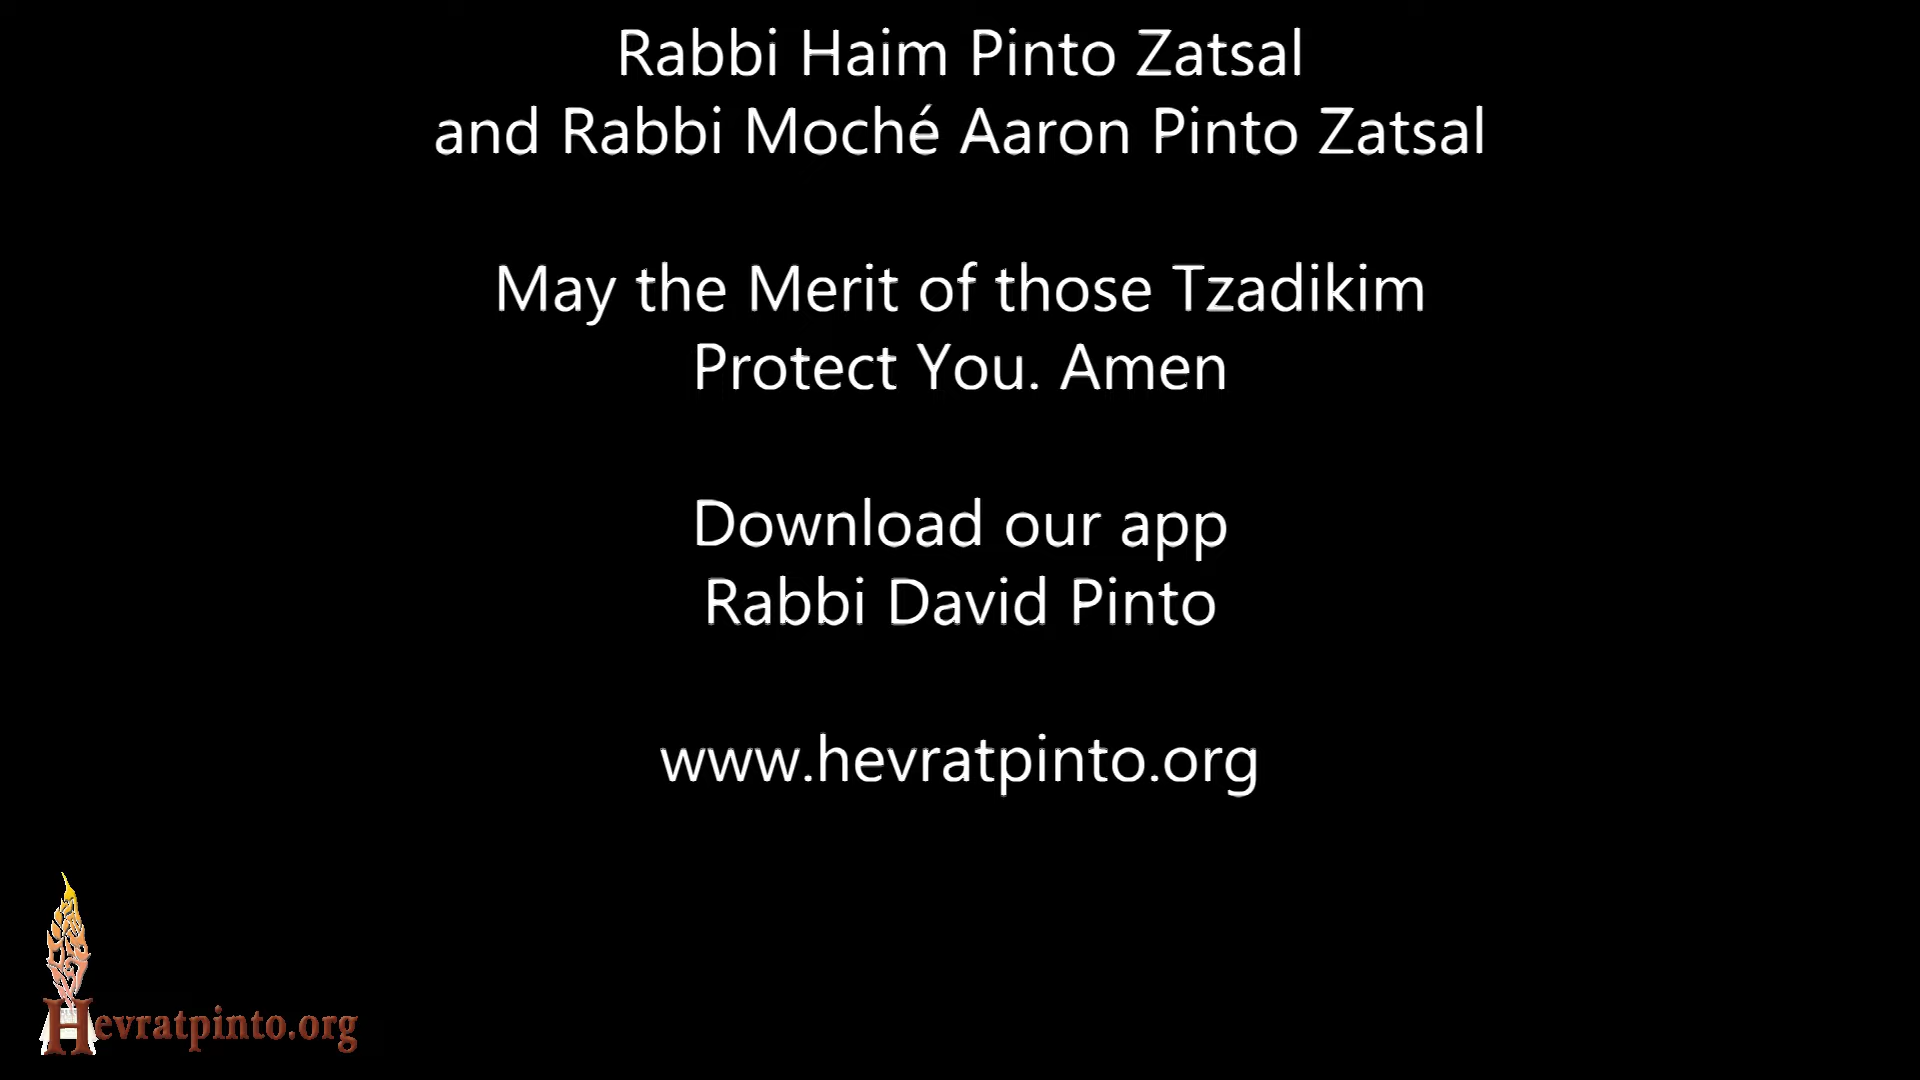 Rabbi Haim Pinto Zatsal
and Rabbi Moché Aaron Pinto Zatsal
May the Merit of those Tzadikim
Protect You. Amen
Download our app
Rabbi David Pinto
www.hevratpinto.org
Hevratpinto.org